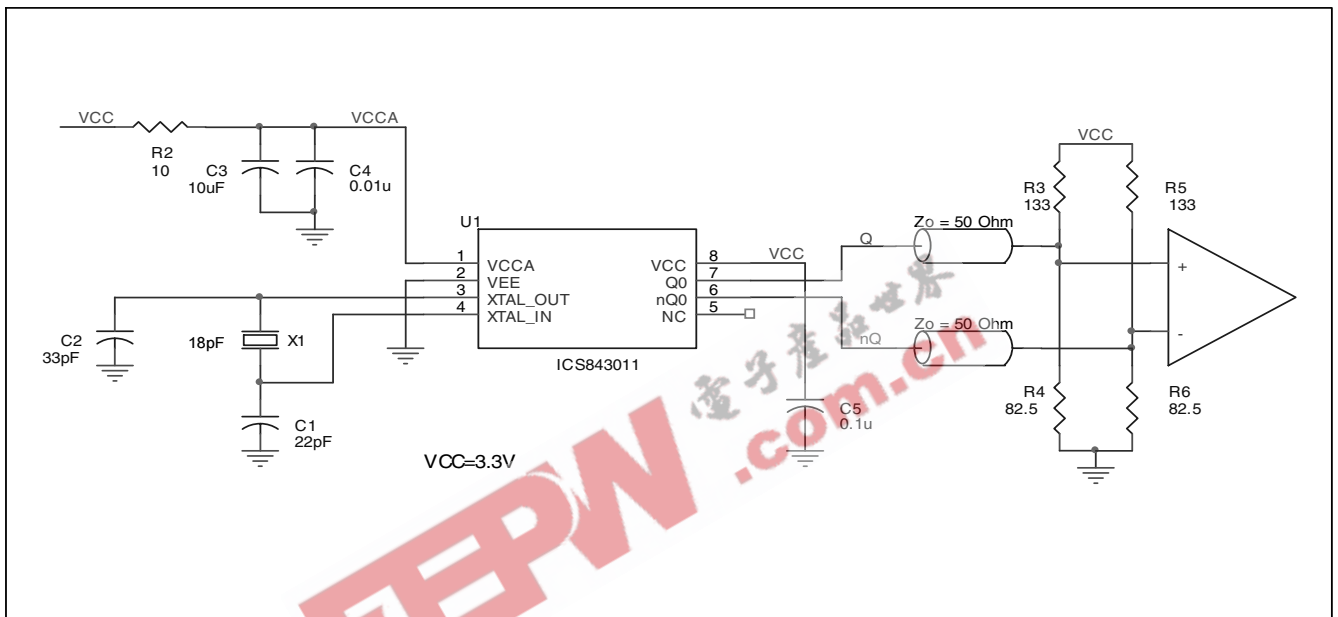 VCC
VCCA
R2
10
C3
10uF
C4
0.01u
U1
1
VCCA
2
VEE
3
XTAL_OUT
4
XTAL_IN
VCC
8
Q0
7
nQ0
6
NC
5
ICS843011
C2
33pF
18pF
X1
C1
22pF
VCC=3.3V
VCC
Q
Zo = 50 Ohm
nQ
Zo = 50 Ohm
C5
0.1u
VCC
R3
133
R5
133
+
-
R4
82.5
R6
82.5
電子產品世界
EEPW
.com.cn